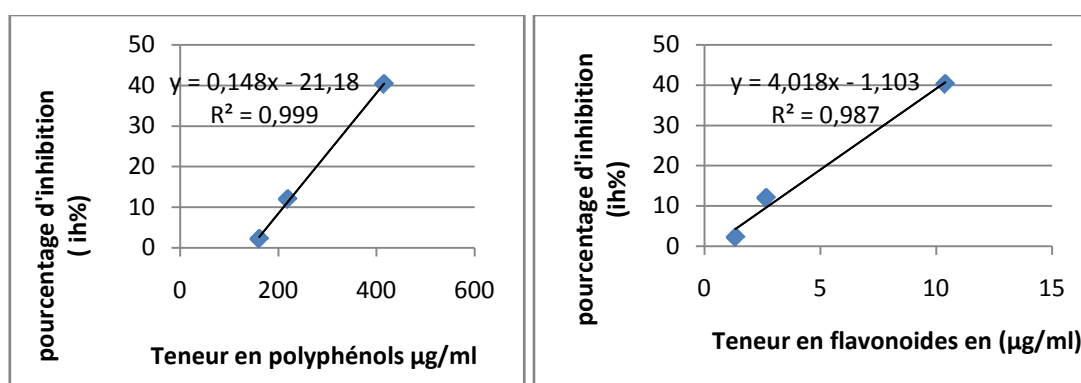 50
40
30
20
10
0
y = 0,148x - 21,18
R² = 0,999
0 200 400 600
pourcentage d'inhibition
( ih%)
Teneur en polyphénols µg/ml
50
40
30
20
10
0
y = 4,018x - 1,103
R² = 0,987
0 5 10 15
pourcentage d'inhibition
(ih%)
Teneur en flavonoides en (µg/ml)